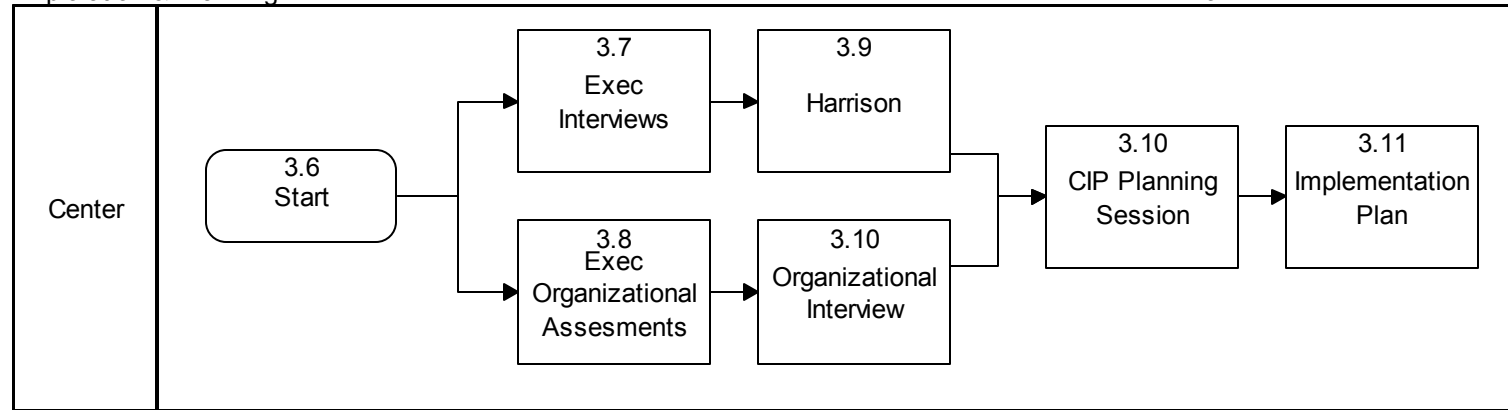 Center
3.6
Start
3.7
Exec
Interviews
3.9
Harrison
3.8
Exec
Organizational
Assesments
3.10
Organizational
Interview
3.10
CIP Planning
Session
3.11
Implementation
Plan